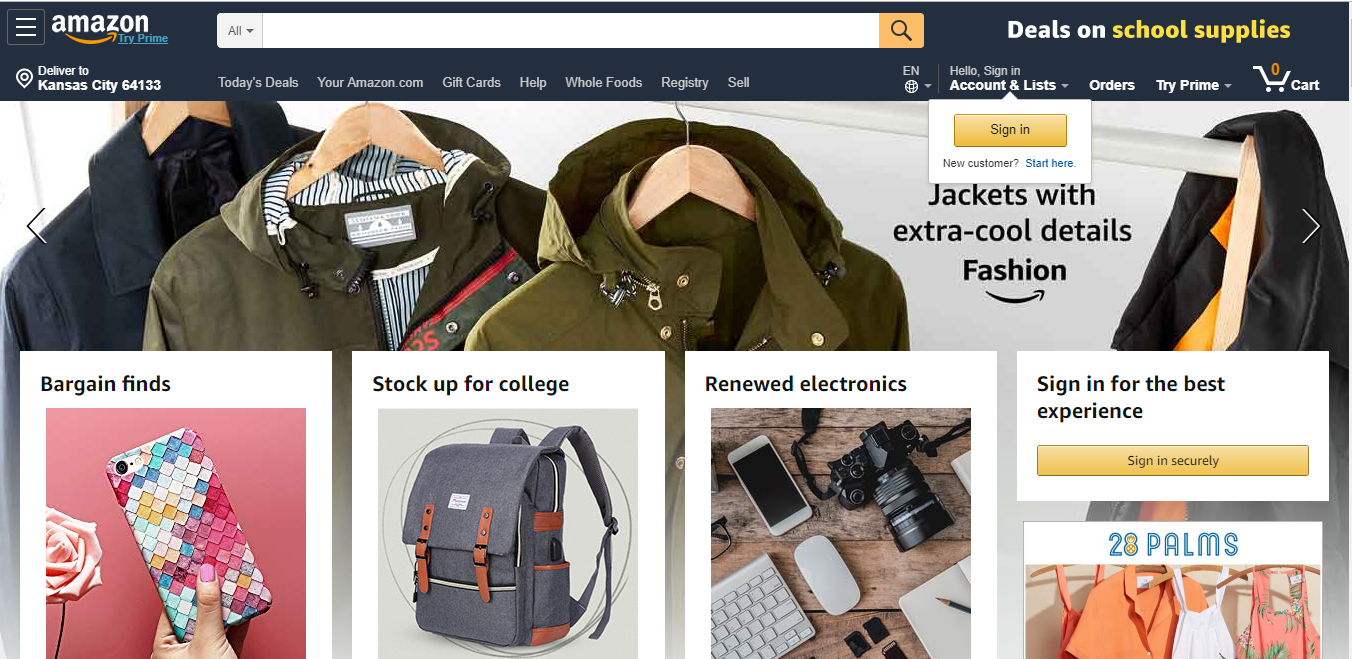 amazon
Try Prime
All
Deals on school supplies
Deliver to
Kansas City 64133
Today's Deals
Your Amazon.com
Gift Cards
Help
Whole Foods
Registry
Sell
EN
Hello, Sign in
Account & Lists
Orders
Try Prime
0
Cart
Sign in
New customer? Start here.
Jackets with
extra-cool details
Fashion
Bargain finds
Stock up for college
Renewed electronics
Sign in for the best
experience
Sign in securely
28 PALMS